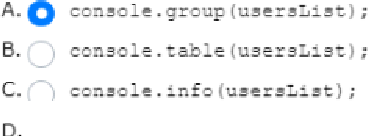 A. console.group(usersList);
B. console.table(usersList);
C. console.info(usersList);
D.